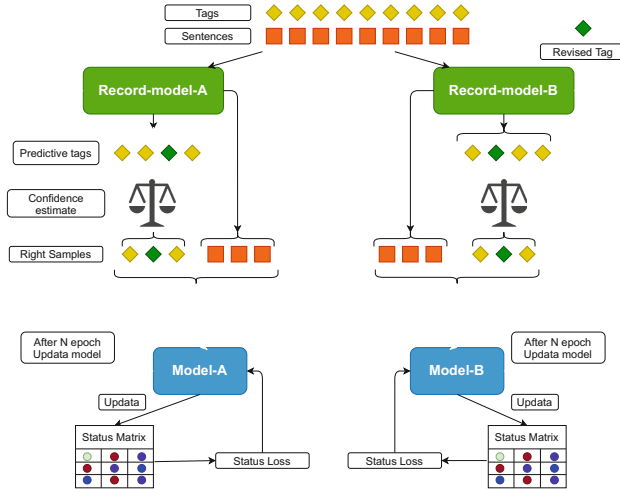 Tags
Sentences
Revised Tag
Record-model-A
Record-model-B
Predictive tags
Confidence
estimate
Right Samples
After N epoch
Updata model
Model-A
Model-B
After N epoch
Updata model
Updata
Updata
Status Matrix
Status Loss
Status Loss
Status Matrix